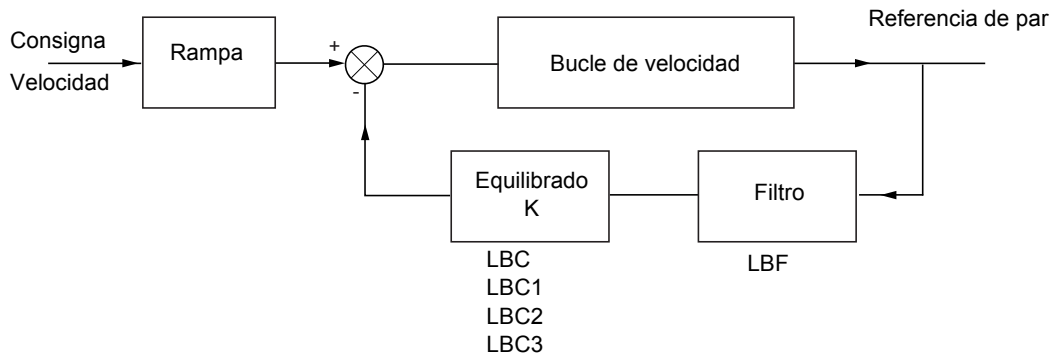 Referencia de par
Consigna
Velocidad
Rampa
+
-
Bucle de velocidad
Equilibrado
K
Filtro
LBC
LBC1
LBC2
LBC3
LBF